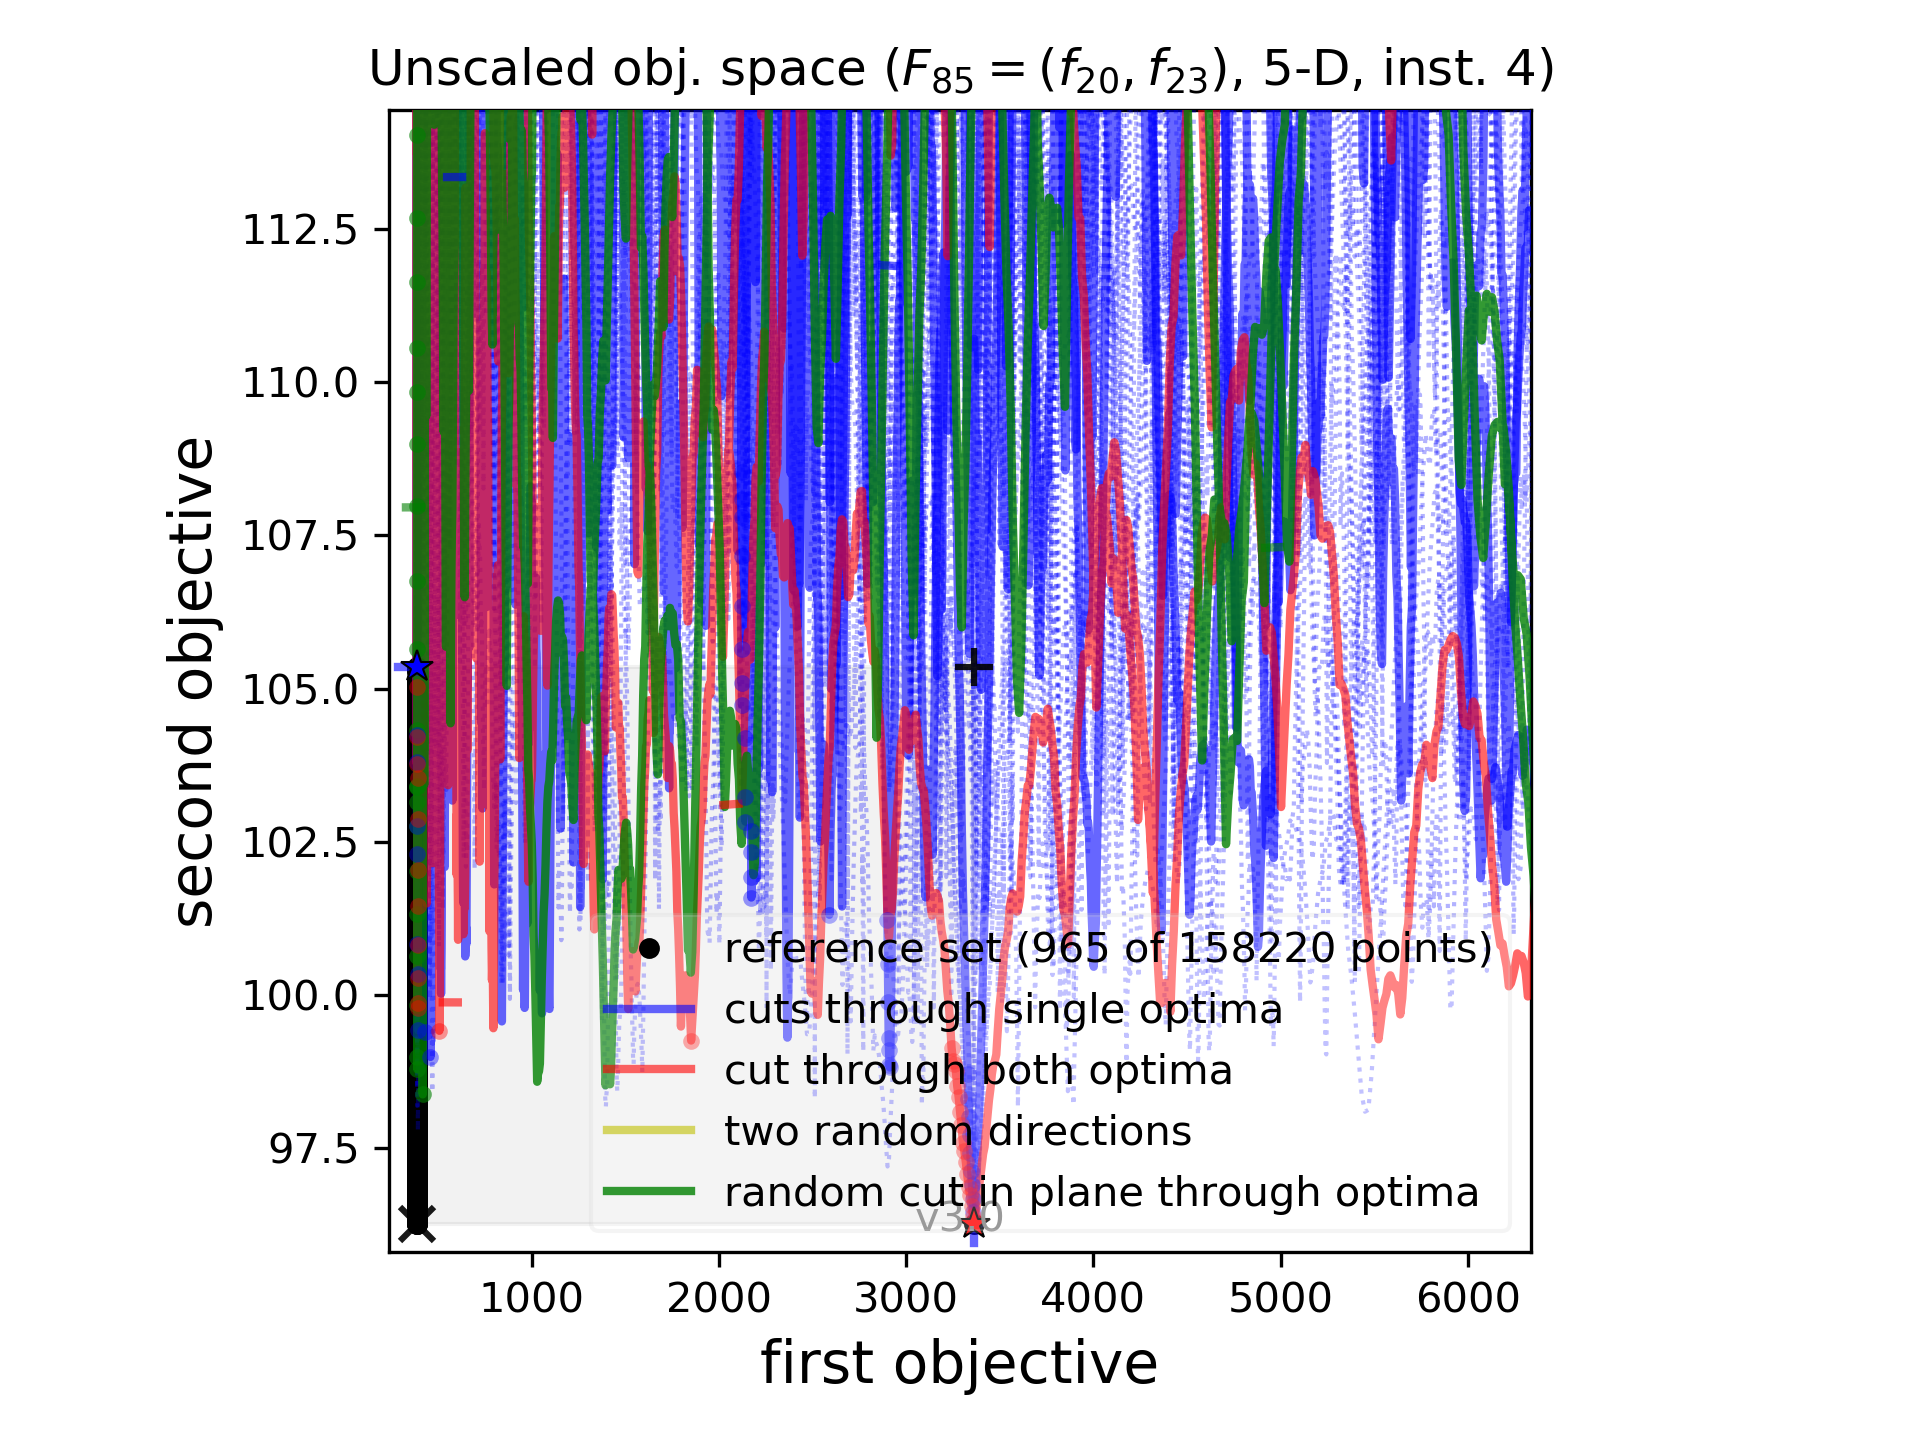 Unscaled obj. space (F₈₅ = (f₂₀, f₂₃), 5-D, inst. 4)
second objective
112.5
110.0
107.5
105.0
102.5
100.0
97.5
reference set (965 of 158220 points)
cuts through single optima
cut through both optima
two random directions
random cut in plane through optima
v3.0
1000 2000 3000 4000 5000 6000
first objective